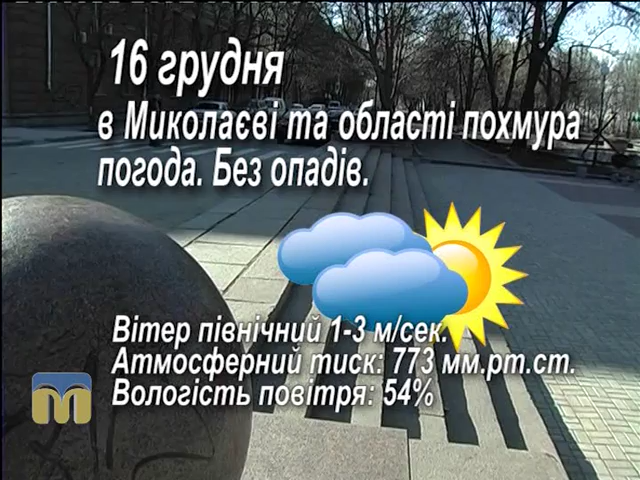 16 грудня
в Миколаєві та області похмура
погода. Без опадів.
Вітер північний 1-3 м/сек.
Атмосферний тиск: 773 мм.рт.ст.
Вологість повітря: 54%
М